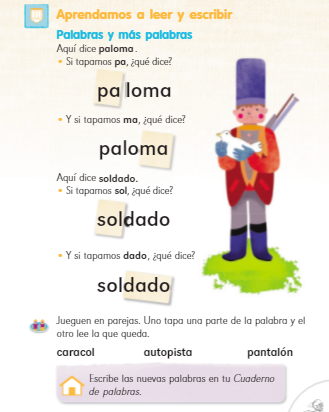 Aprendamos a leer y escribir
Palabras y más palabras
Aquí dice paloma.
• Si tapamos pa, ¿qué dice?
paloma
• Y si tapamos ma, ¿qué dice?
paloma
Aquí dice soldado.
• Si tapamos sol, ¿qué dice?
soldado
• Y si tapamos dado, ¿qué dice?
soldado
Jueguen en parejas. Uno tapa una parte de la palabra y el
otro lee la que queda.
caracol autopista pantalón
Escribe las nuevas palabras en tu Cuaderno
de palabras.